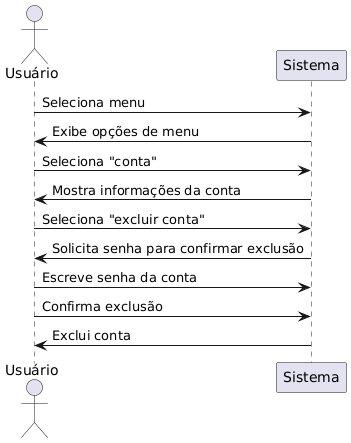 Usuário
Sistema
Seleciona menu
Exibe opções de menu
Seleciona "conta"
Mostra informações da conta
Seleciona "excluir conta"
Solicita senha para confirmar exclusão
Escreve senha da conta
Confirma exclusão
Exclui conta
Usuário
Sistema